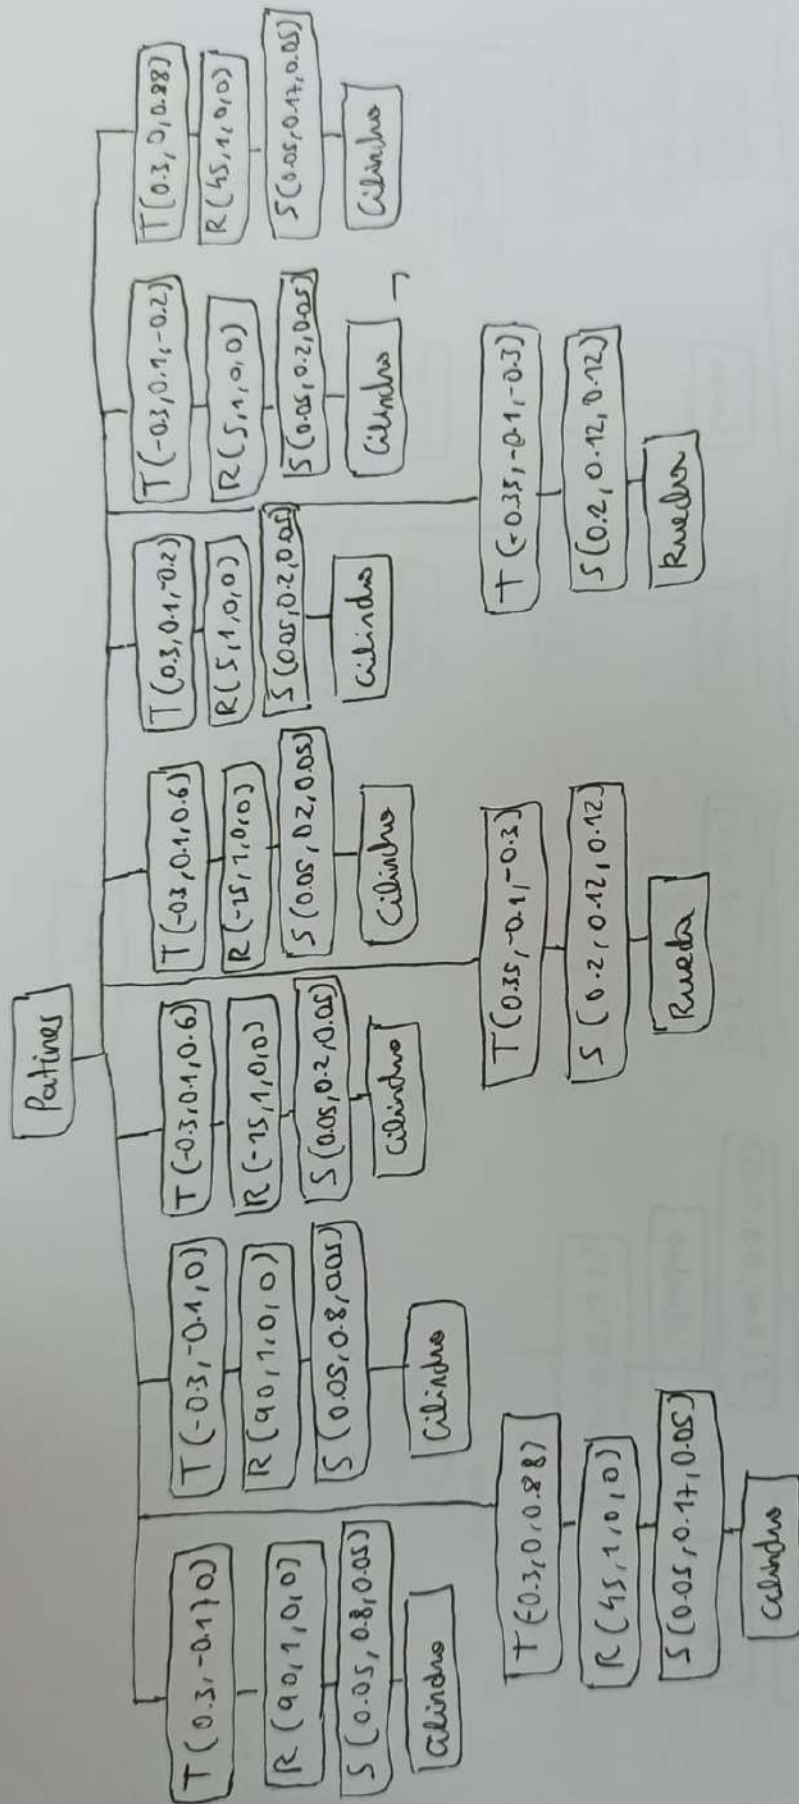 Patines
T(0.3,-0.1,0)
R(90,1,0,0)
S(0.05,0.8,0.05)
Cilindro
T(-0.3,-0.1,0)
R(90,1,0,0)
S(0.05,0.8,0.05)
Cilindro
T(-0.3,0.1,0.6)
R(-25,1,0,0)
S(0.05,0.2,0.05)
Cilindro
T(-0.3,0.1,0.6)
R(-25,1,0,0)
S(0.05,0.2,0.05)
Cilindro
T(0.3,0.1,-0.2)
R(5,1,0,0)
S(0.05,0.2,0.05)
Cilindro
T(-0.3,0.1,-0.2)
R(5,1,0,0)
S(0.05,0.2,0.05)
Cilindro
T(0.3,0,0.88)
R(45,1,0,0)
S(0.05,0.17,0.05)
Cilindro
T(-0.3,0,0.88)
R(45,1,0,0)
S(0.05,0.17,0.05)
Cilindro
T(0.35,-0.1,-0.3)
S(0.2,0.12,0.12)
Rueda
T(-0.35,-0.1,-0.3)
S(0.2,0.12,0.12)
Rueda